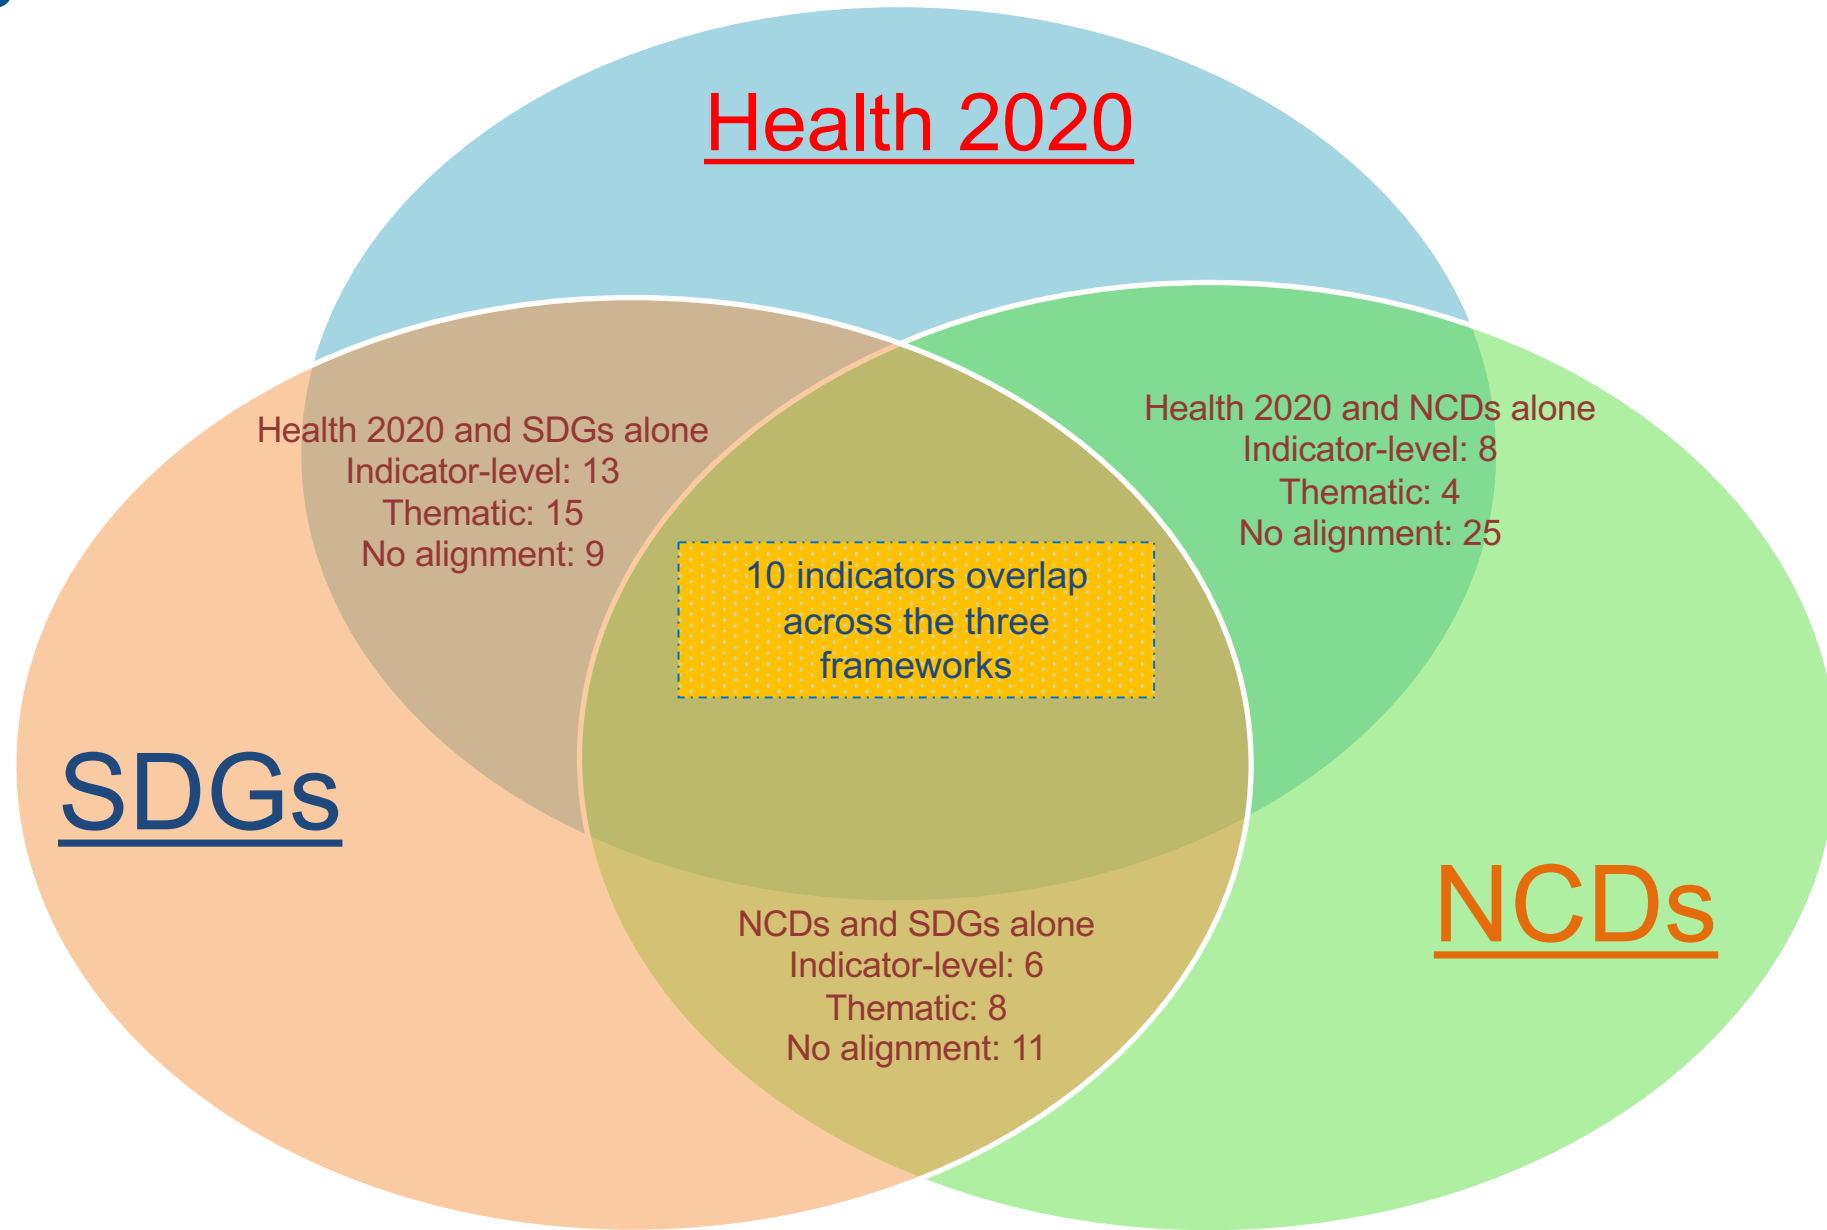 Health 2020
Health 2020 and SDGs alone
Indicator-level: 13
Thematic: 15
No alignment: 9
Health 2020 and NCDs alone
Indicator-level: 8
Thematic: 4
No alignment: 25
10 indicators overlap
across the three
frameworks
SDGs
NCDs
NCDs and SDGs alone
Indicator-level: 6
Thematic: 8
No alignment: 11